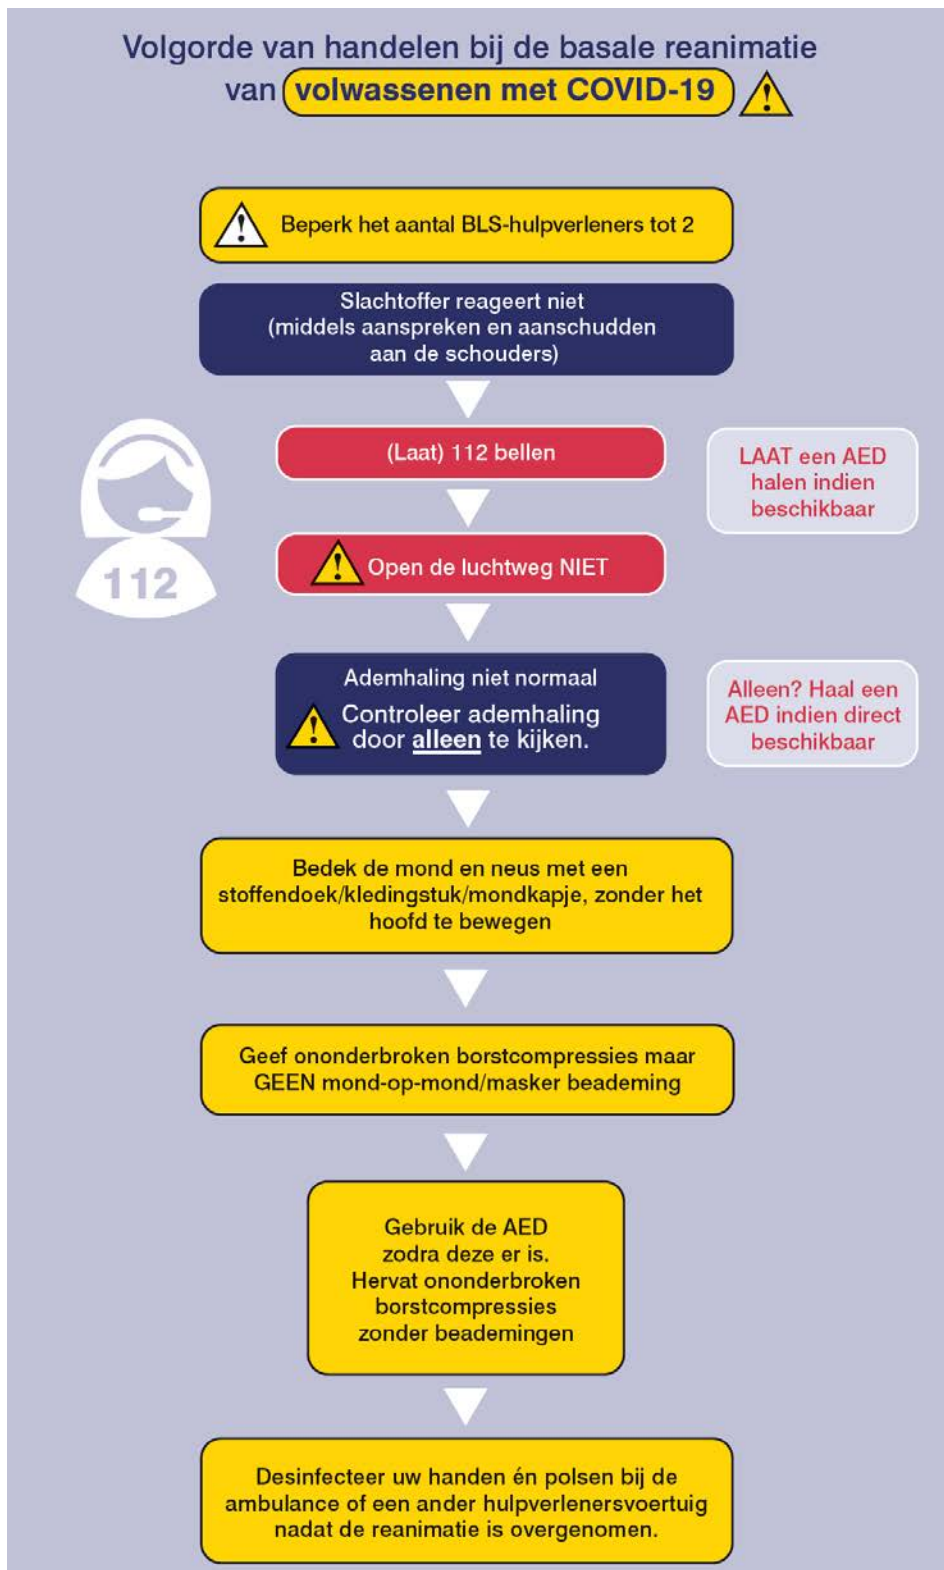 Volgorde van handelen bij de basale reanimatie
van volwassenen met COVID-19
Beperk het aantal BLS-hulpverleners tot 2
Slachtoffer reageert niet
(middels aanspreken en aanschudden
aan de schouders)
(Laat) 112 bellen
LAAT een AED
halen indien
beschikbaar
112
Open de luchtweg NIET
Ademhaling niet normaal
Controleer ademhaling
door alleen te kijken.
Alleen? Haal een
AED indien direct
beschikbaar
Bedek de mond en neus met een
stoffendoek/kledingstuk/mondkapje, zonder het
hoofd te bewegen
Geef ononderbroken borstcompressies maar
GEEN mond-op-mond/masker beademing
Gebruik de AED
zodra deze er is.
Hervat ononderbroken
borstcompressies
zonder beademingen
Desinfecteer uw handen én polsen bij de
ambulance of een ander hulpverlenersvoertuig
nadat de reanimatie is overgenomen.